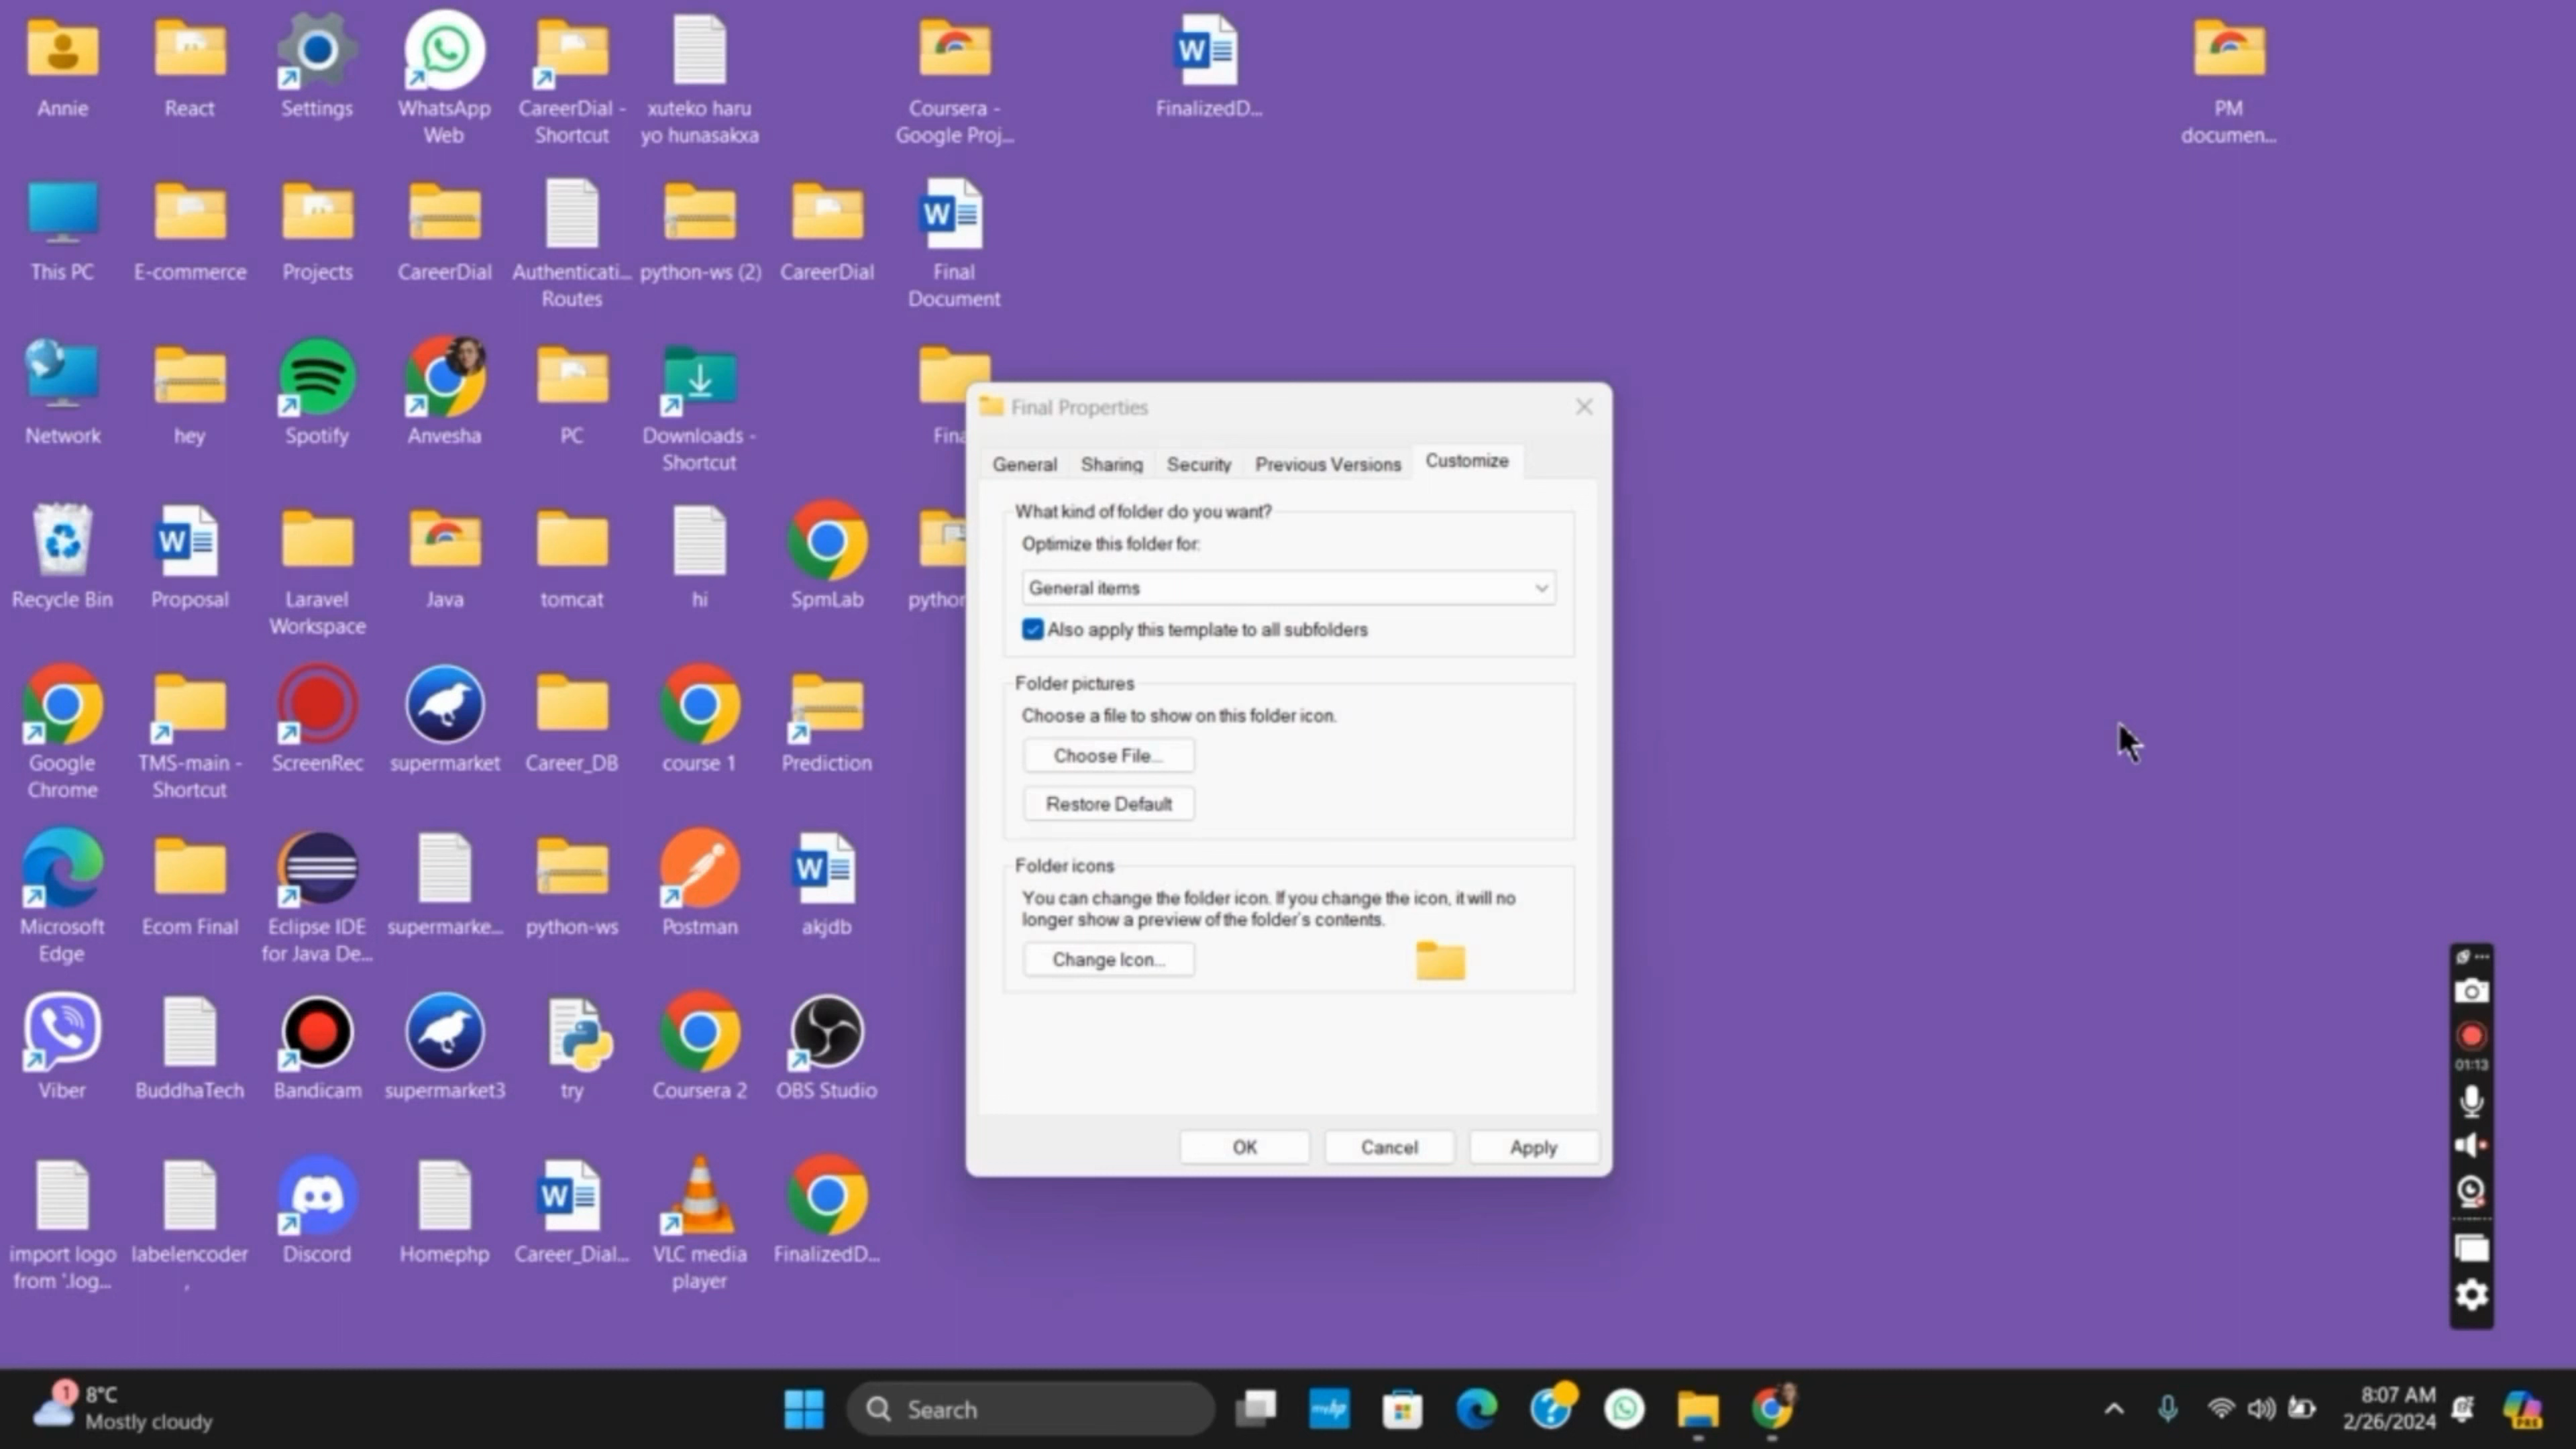 Annie
React
Settings
WhatsApp
Web
CareerDial -
Shortcut
xuteko haru
yo hunasakxa
Coursera -
Google Proj...
FinalizedD...
PM
documen...
This PC
E-commerce
Projects
CareerDial
Authenticati...
Routes
python-ws (2)
CareerDial
Final
Document
Network
hey
Spotify
Anvesha
PC
Downloads -
Shortcut
Fina
Recycle Bin
Proposal
Laravel
Workspace
Java
tomcat
hi
SpmLab
python
Google
Chrome
TMS-main -
Shortcut
ScreenRec
supermarket
Career_DB
course 1
Prediction
Microsoft
Edge
Ecom Final
Eclipse IDE
for Java De...
supermarke...
python-ws
Postman
akjdb
Viber
BuddhaTech
Bandicam
supermarket3
try
Coursera 2
OBS Studio
import logo
from '.log...
labelencoder
,
Discord
Homephp
Career_Dial...
VLC media
player
FinalizedD...
Final Properties
General
Sharing
Security
Previous Versions
Customize
What kind of folder do you want?
Optimize this folder for:
General items
Also apply this template to all subfolders
Folder pictures
Choose a file to show on this folder icon.
Choose File...
Restore Default
Folder icons
You can change the folder icon. If you change the icon, it will no
longer show a preview of the folder's contents.
Change Icon...
OK
Cancel
Apply
01:13
1
8°C
Mostly cloudy
Search
myhp
8:07 AM
2/26/2024
PRE